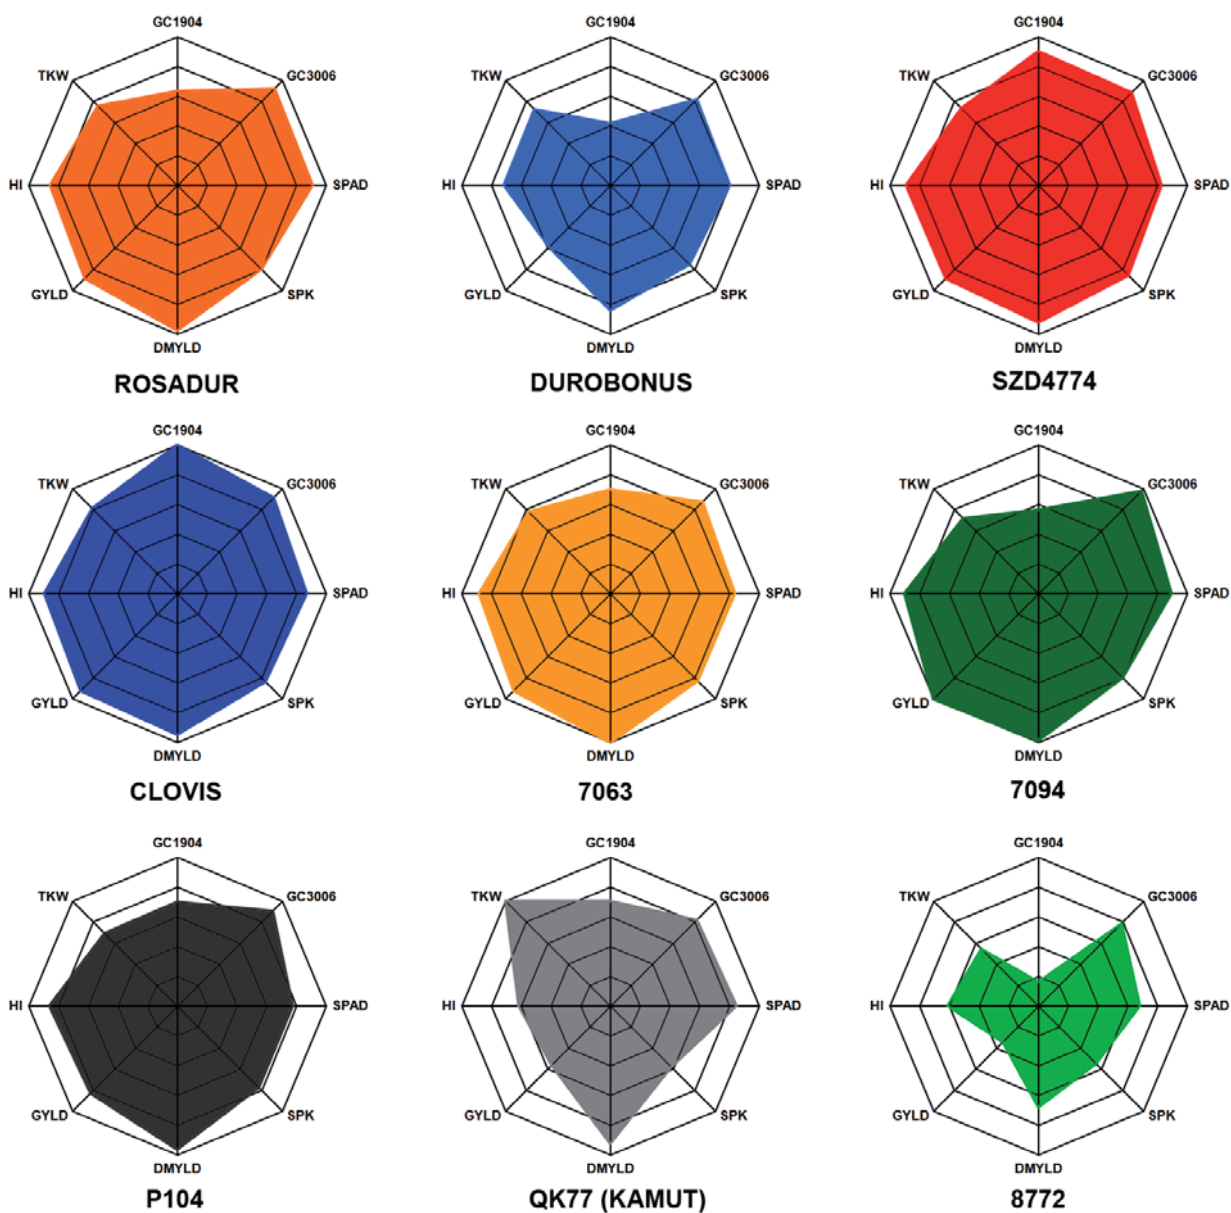 GC1904
TKW
GC3006
HI
SPAD
GYLD
SPK
DMYLD
ROSADUR
GC1904
TKW
GC3006
HI
SPAD
GYLD
SPK
DMYLD
DUROBONUS
GC1904
TKW
GC3006
HI
SPAD
GYLD
SPK
DMYLD
SZD4774
GC1904
TKW
GC3006
HI
SPAD
GYLD
SPK
DMYLD
CLOVIS
GC1904
TKW
GC3006
HI
SPAD
GYLD
SPK
DMYLD
7063
GC1904
TKW
GC3006
HI
SPAD
GYLD
SPK
DMYLD
7094
GC1904
TKW
GC3006
HI
SPAD
GYLD
SPK
DMYLD
P104
GC1904
TKW
GC3006
HI
SPAD
GYLD
SPK
DMYLD
QK77 (KAMUT)
GC1904
TKW
GC3006
HI
SPAD
GYLD
SPK
DMYLD
8772